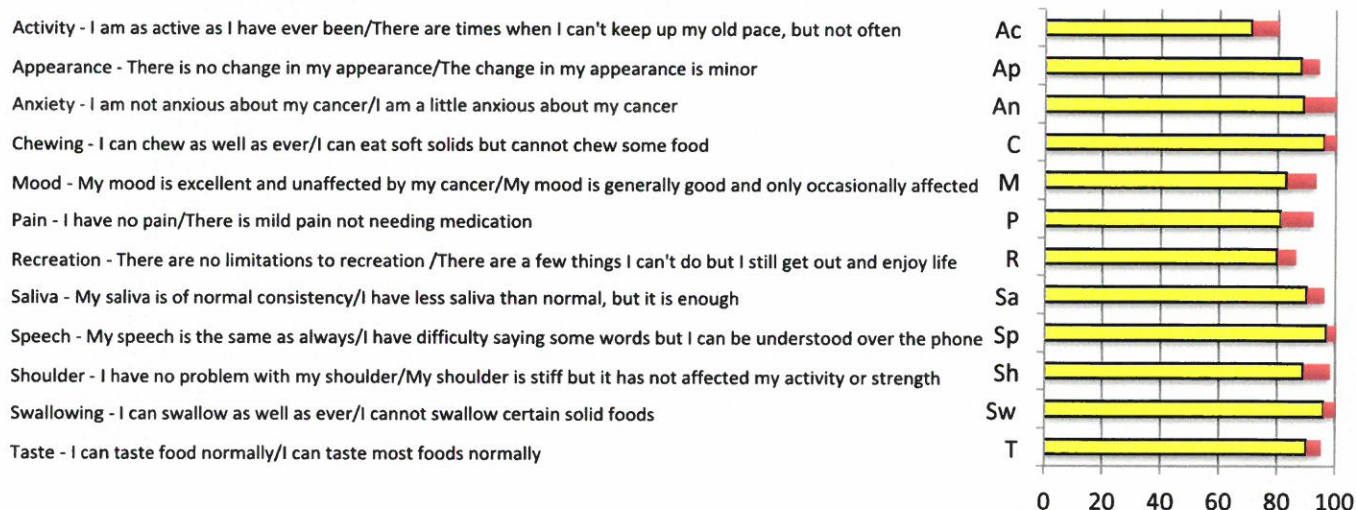 Activity - I am as active as I have ever been/There are times when I can't keep up my old pace, but not often Ac
Appearance - There is no change in my appearance/The change in my appearance is minor Ap
Anxiety - I am not anxious about my cancer/I am a little anxious about my cancer An
Chewing - I can chew as well as ever/I can eat soft solids but cannot chew some food C
Mood - My mood is excellent and unaffected by my cancer/My mood is generally good and only occasionally affected M
Pain - I have no pain/There is mild pain not needing medication P
Recreation - There are no limitations to recreation /There are a few things I can't do but I still get out and enjoy life R
Saliva - My saliva is of normal consistency/I have less saliva than normal, but it is enough Sa
Speech - My speech is the same as always/I have difficulty saying some words but I can be understood over the phone Sp
Shoulder - I have no problem with my shoulder/My shoulder is stiff but it has not affected my activity or strength Sh
Swallowing - I can swallow as well as ever/I cannot swallow certain solid foods Sw
Taste - I can taste food normally/I can taste most foods normally T
0 20 40 60 80 100